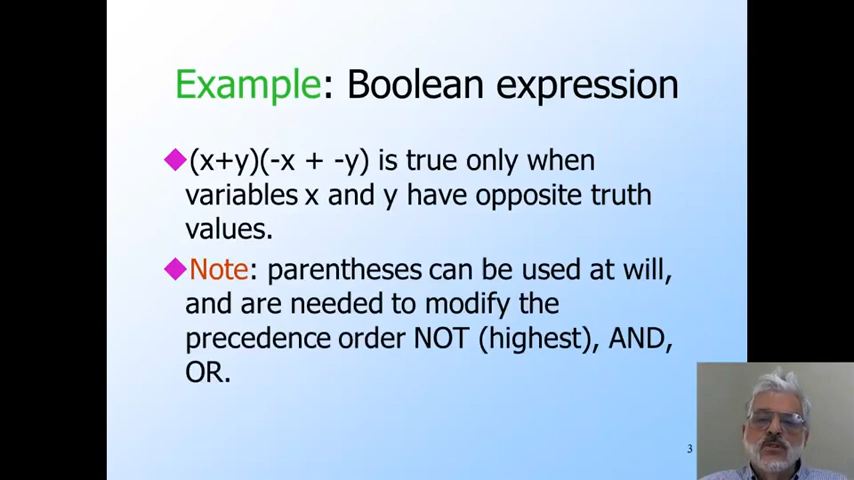 Example: Boolean expression
(x+y)(-x + -y) is true only when
variables x and y have opposite truth
values.
Note: parentheses can be used at will,
and are needed to modify the
precedence order NOT (highest), AND,
OR.
3